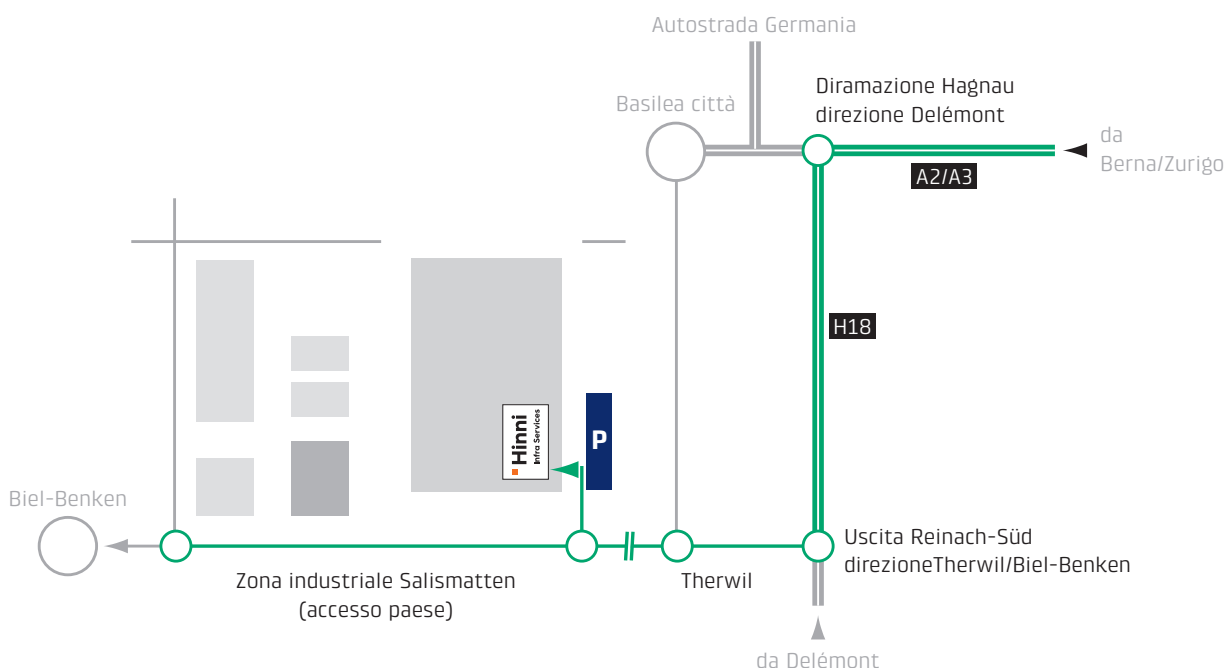 Autostrada Germania
Diramazione Hagnau
direzione Delémont
Basilea città
da
Berna/Zurigo
A2/A3
H18
Hinni
Infra Services
P
Biel-Benken
Uscita Reinach-Süd
direzioneTherwil/Biel-Benken
Zona industriale Salismatten
(accesso paese)
Therwil
da Delémont